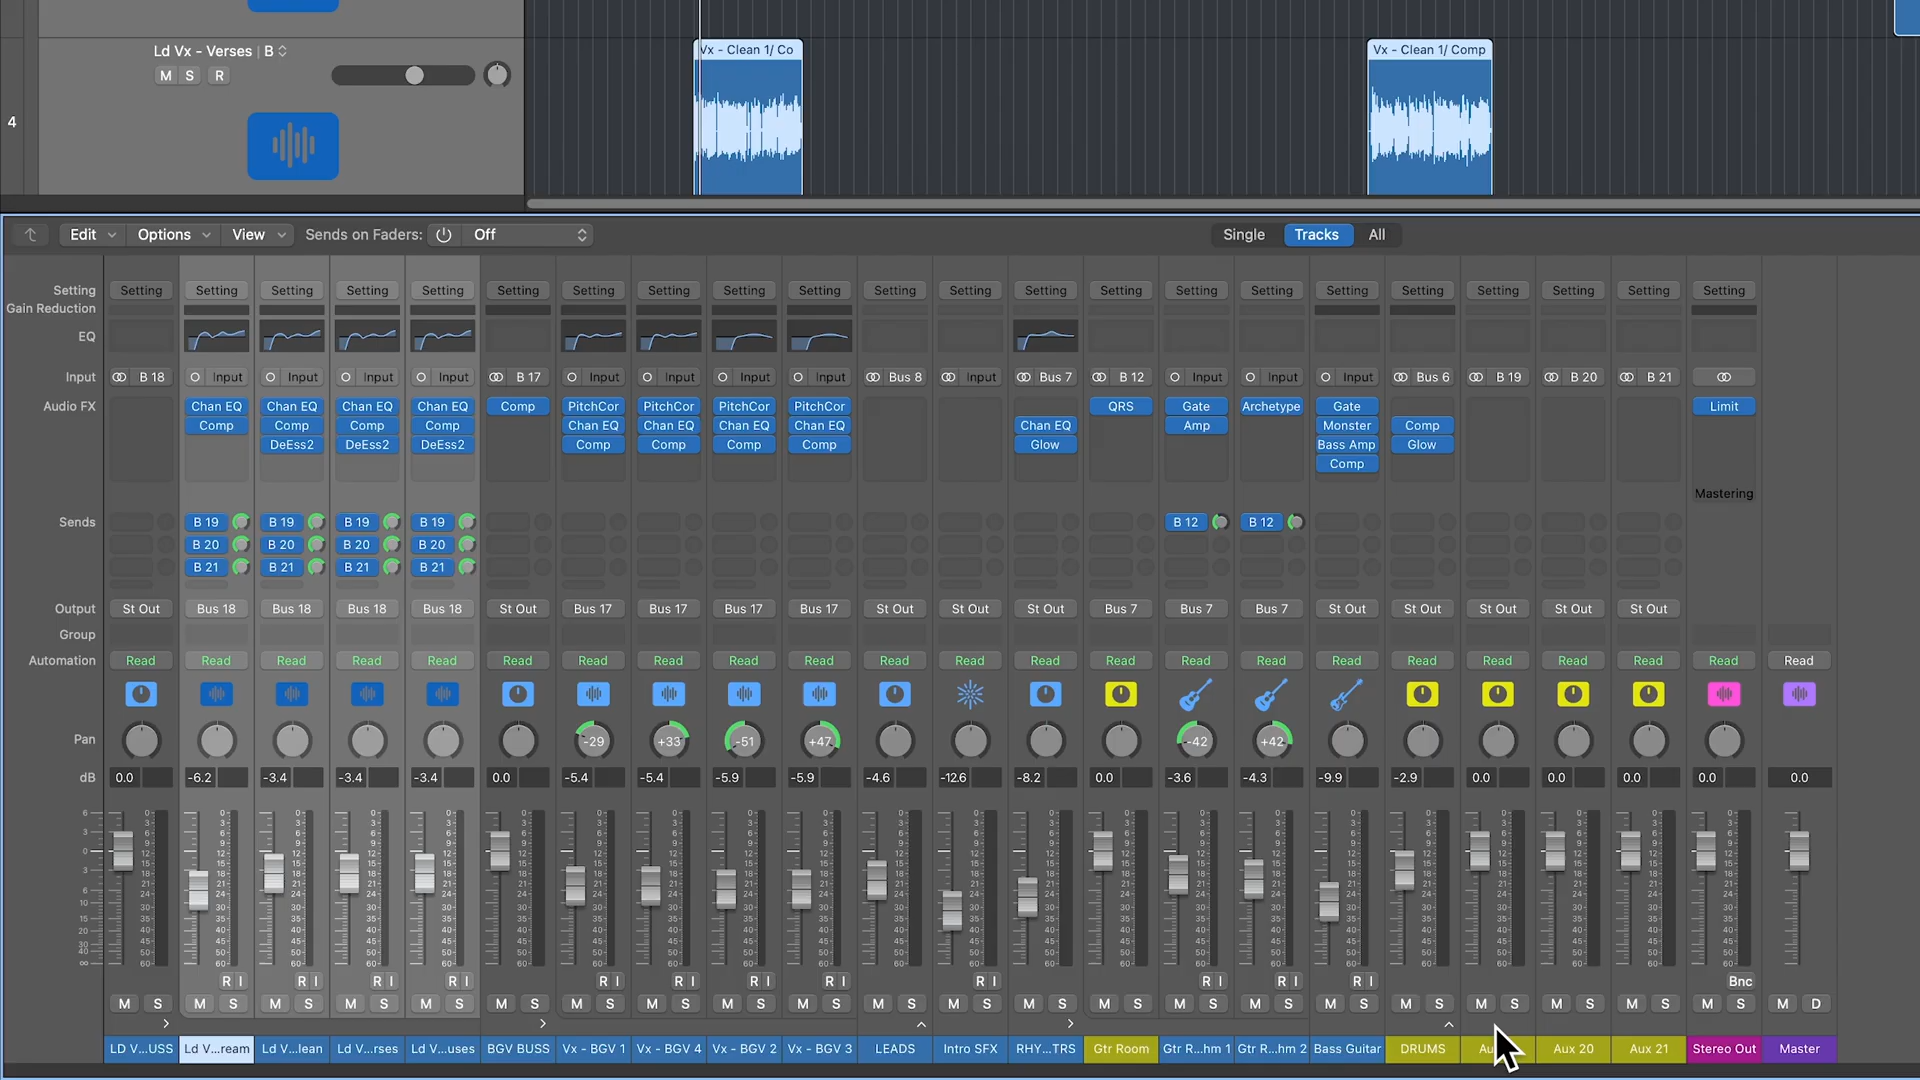 Ld Vx - Verses | B
Vx - Clean 1/ Co
Vx - Clean 1/ Comp
M S R
4
Edit Options View Sends on Faders: Off Single Tracks All
Setting Setting Setting Setting Setting Setting Setting Setting Setting Setting Setting Setting Setting Setting Setting Setting Setting Setting Setting Setting Setting Setting Setting
Gain Reduction
EQ
Input B 18 Input Input Input Input B 17 Input Input Input Input Bus 8 Input Bus 7 B 12 Input Input Input Bus 6 B 19 B 20 B 21
Audio FX Chan EQ Chan EQ Chan EQ Chan EQ Comp PitchCor PitchCor PitchCor PitchCor QRS Gate Archetype Gate Limit
Comp Comp Comp Comp Chan EQ Chan EQ Chan EQ Chan EQ Chan EQ Amp Monster Comp
DeEss2 DeEss2 DeEss2 Comp Comp Comp Comp Glow Bass Amp Glow
Comp
Mastering
Sends B 19 B 19 B 19 B 19 B 12 B 12
B 20 B 20 B 20 B 20
B 21 B 21 B 21 B 21
Output St Out Bus 18 Bus 18 Bus 18 Bus 18 St Out Bus 17 Bus 17 Bus 17 Bus 17 St Out St Out St Out Bus 7 Bus 7 Bus 7 St Out St Out St Out St Out St Out
Group
Automation Read Read Read Read Read Read Read Read Read Read Read Read Read Read Read Read Read Read Read Read Read Read Read
Pan -29 +33 -51 +47 -42 +42
dB 0.0 -6.2 -3.4 -3.4 -3.4 0.0 -5.4 -5.4 -5.9 -5.9 -4.6 -12.6 -8.2 0.0 -3.6 -4.3 -9.9 -2.9 0.0 0.0 0.0 0.0 0.0
R I R I R I R I R I R I R I R I R I R I R I R I Bnc
M S M S M S M S M S M S M S M S M S M S M S M S M S M S M S M S M S M S M S M S M S M S M D
LD V...USS Ld V...ream Ld V...lean Ld V...rses Ld V...uses BGV BUSS Vx - BGV 1 Vx - BGV 4 Vx - BGV 2 Vx - BGV 3 LEADS Intro SFX RHY...TRS Gtr Room Gtr R...hm 1 Gtr R...hm 2 Bass Guitar DRUMS Aux 20 Aux 21 Stereo Out Master